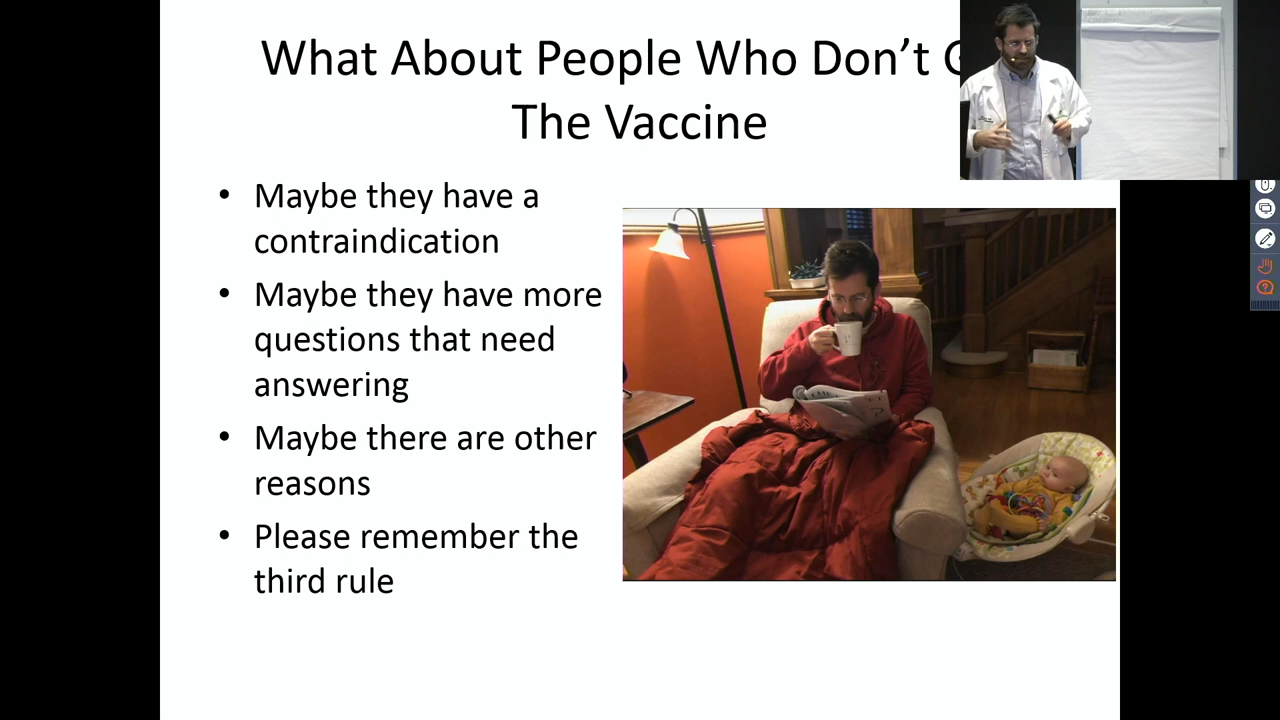 What About People Who Don't
The Vaccine
• Maybe they have a
contraindication
• Maybe they have more
questions that need
answering
• Maybe there are other
reasons
• Please remember the
third rule